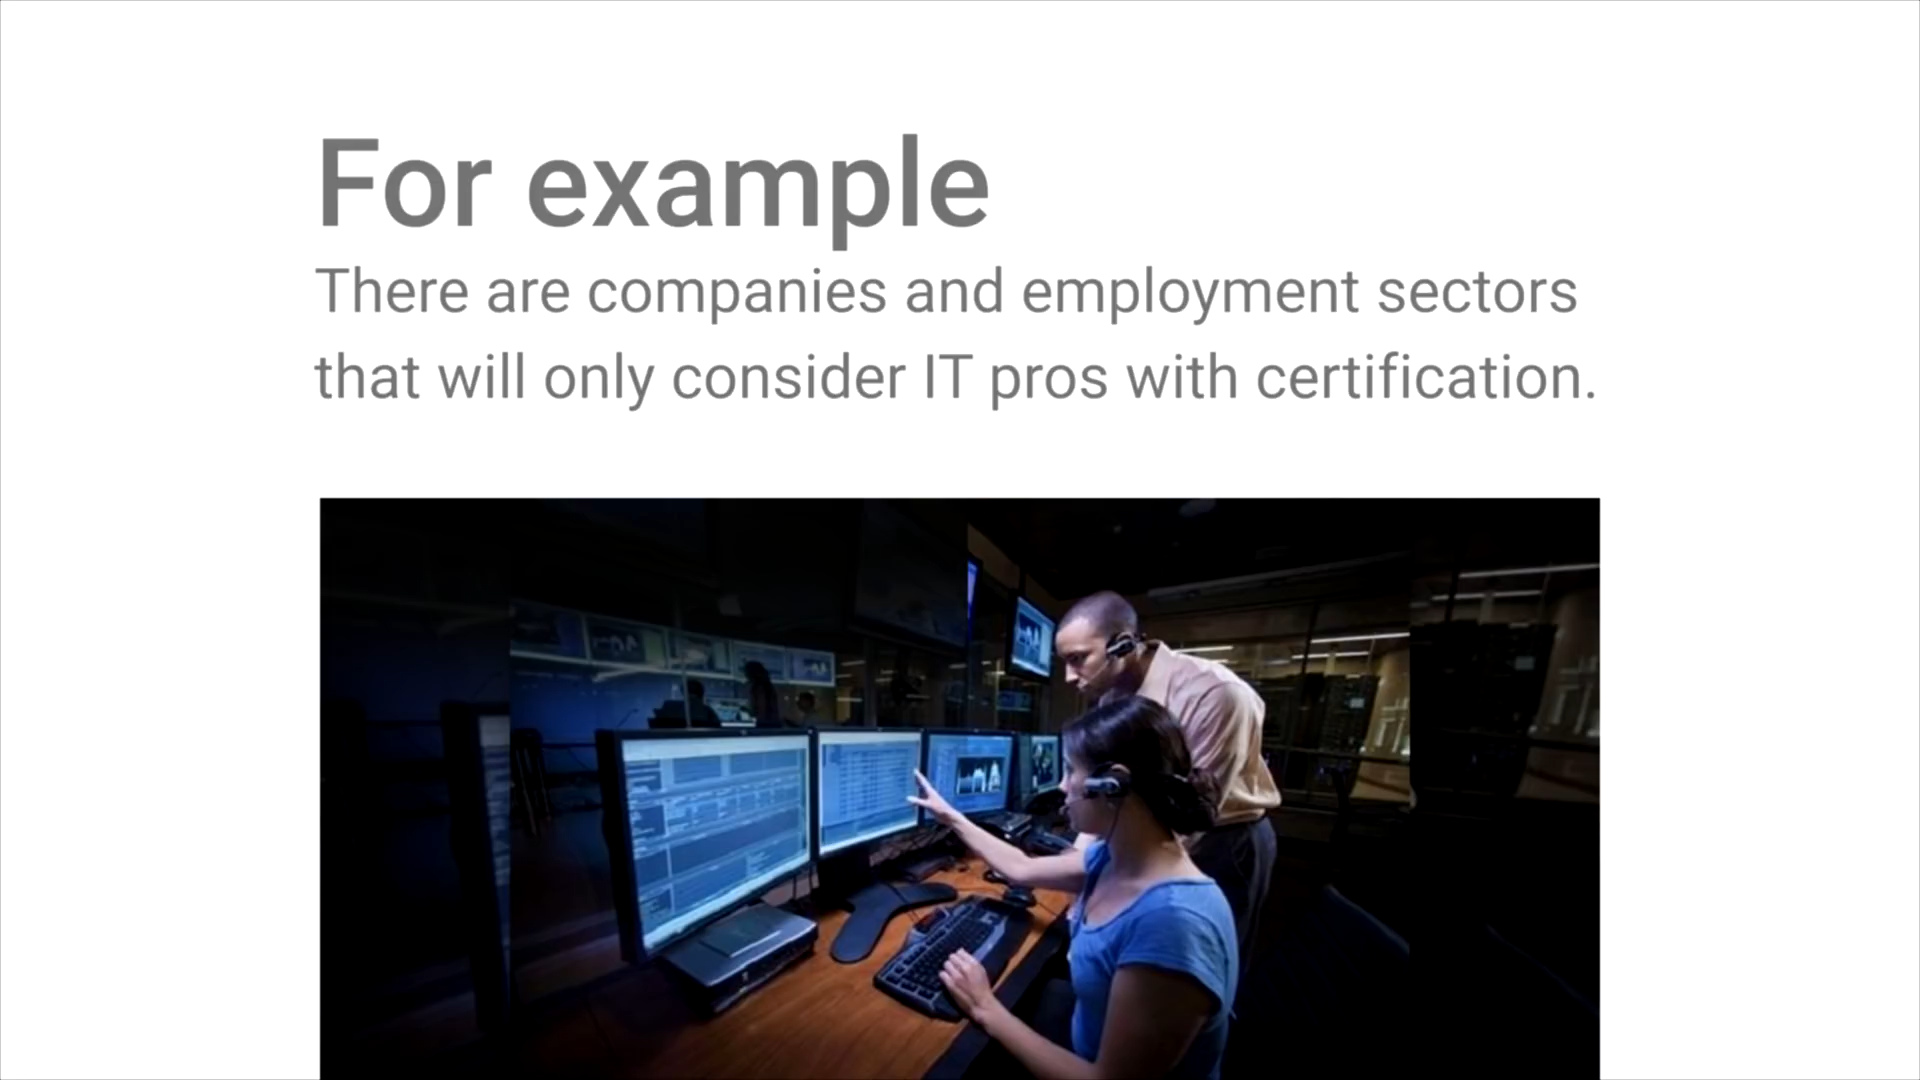 For example
There are companies and employment sectors
that will only consider IT pros with certification.